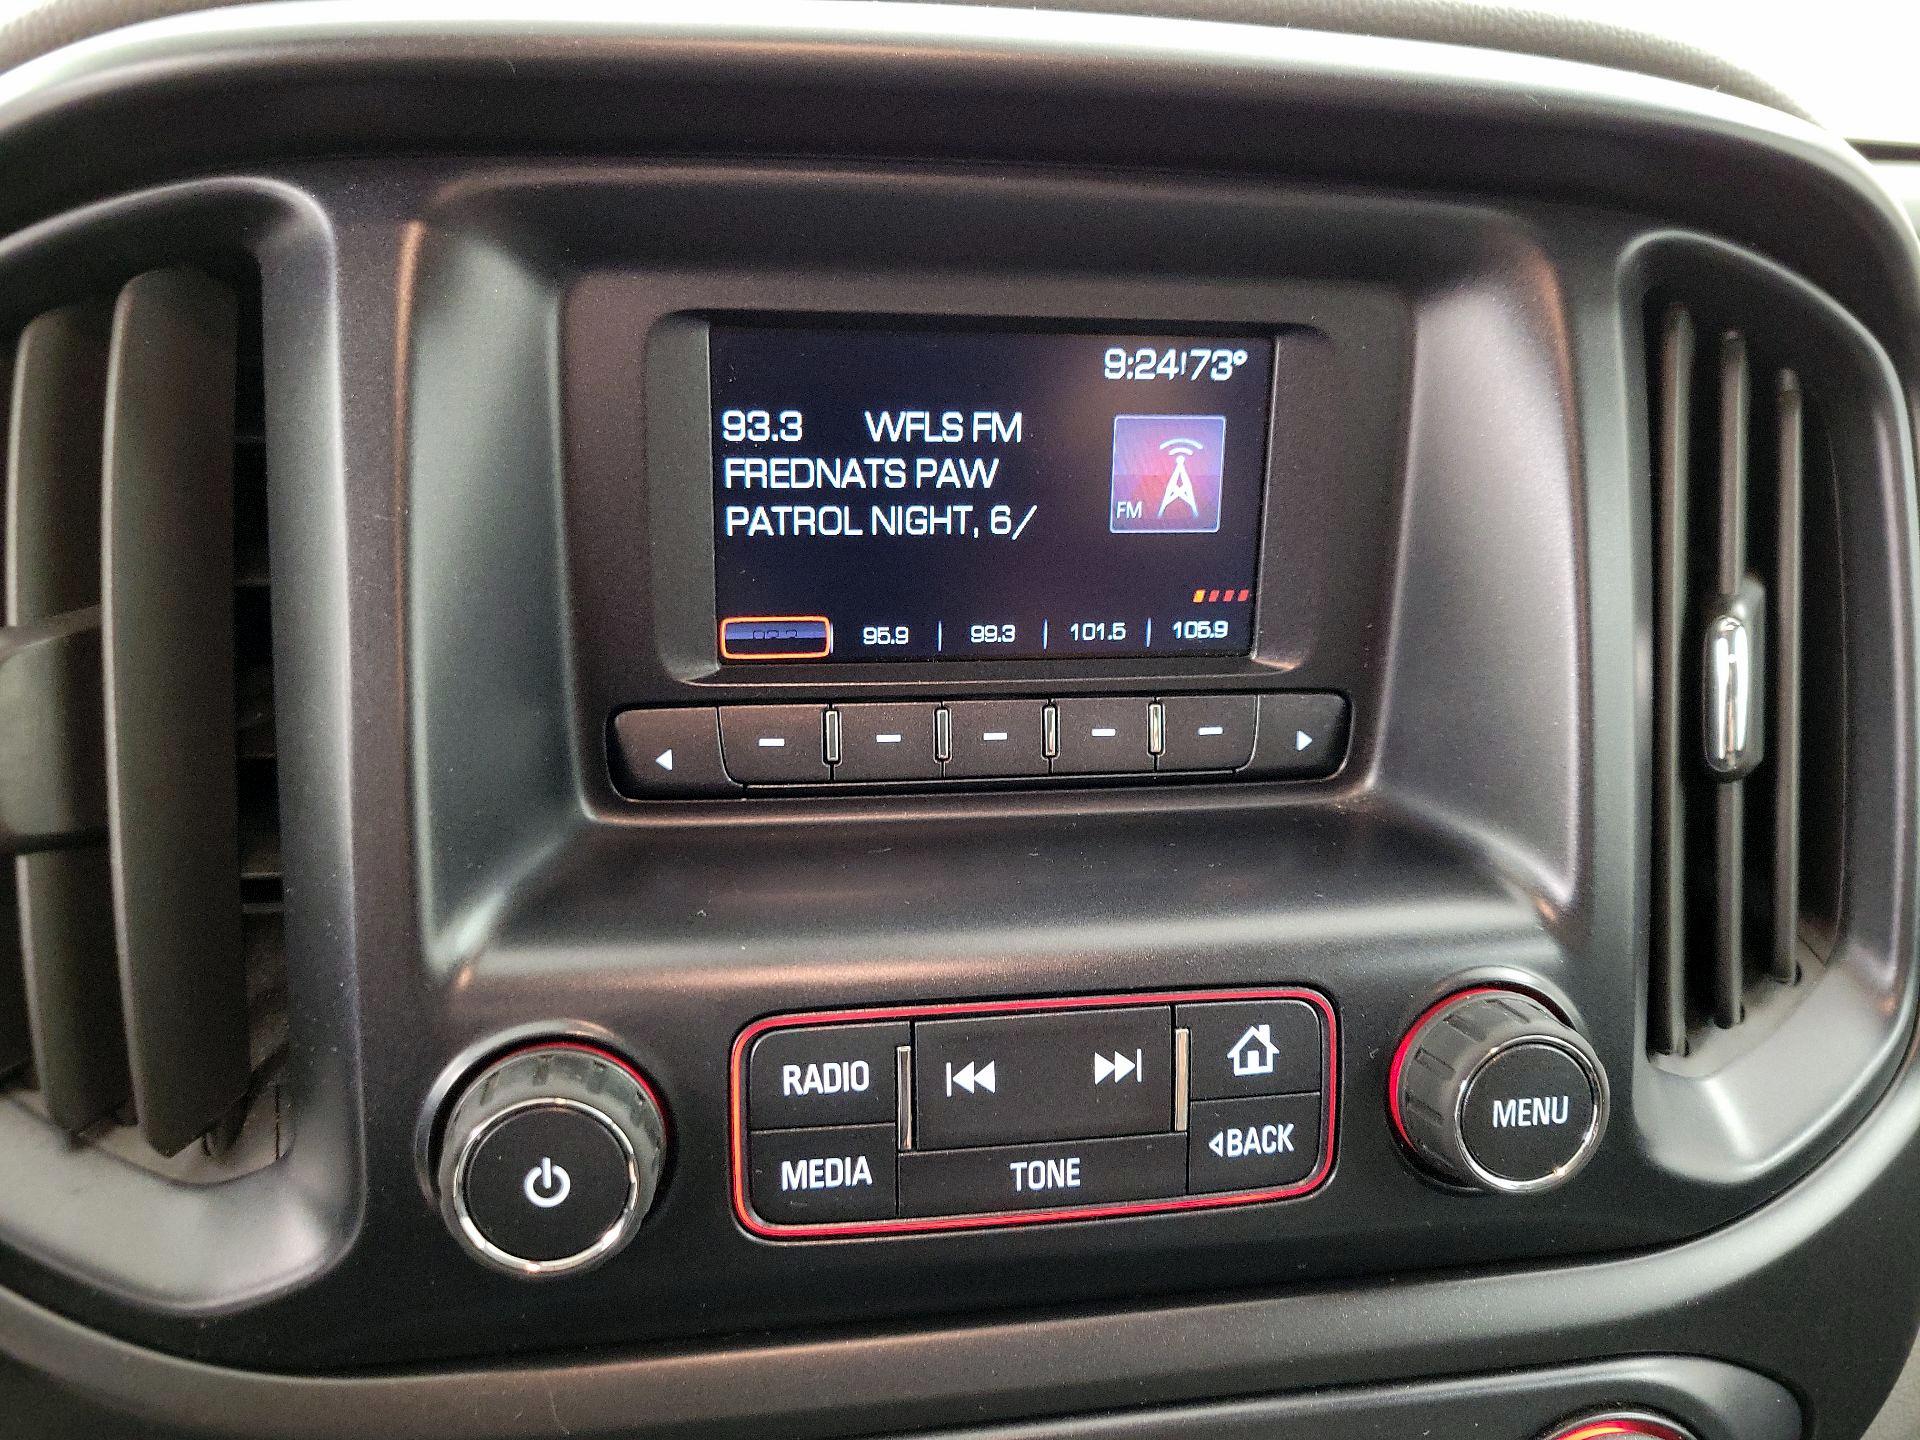 9:24 73°
93.3 WFLS FM
FREDNATS PAW
PATROL NIGHT, 6/
FM
95.9 | 99.3 | 101.5 | 105.9
RADIO
MEDIA
TONE
BACK
MENU